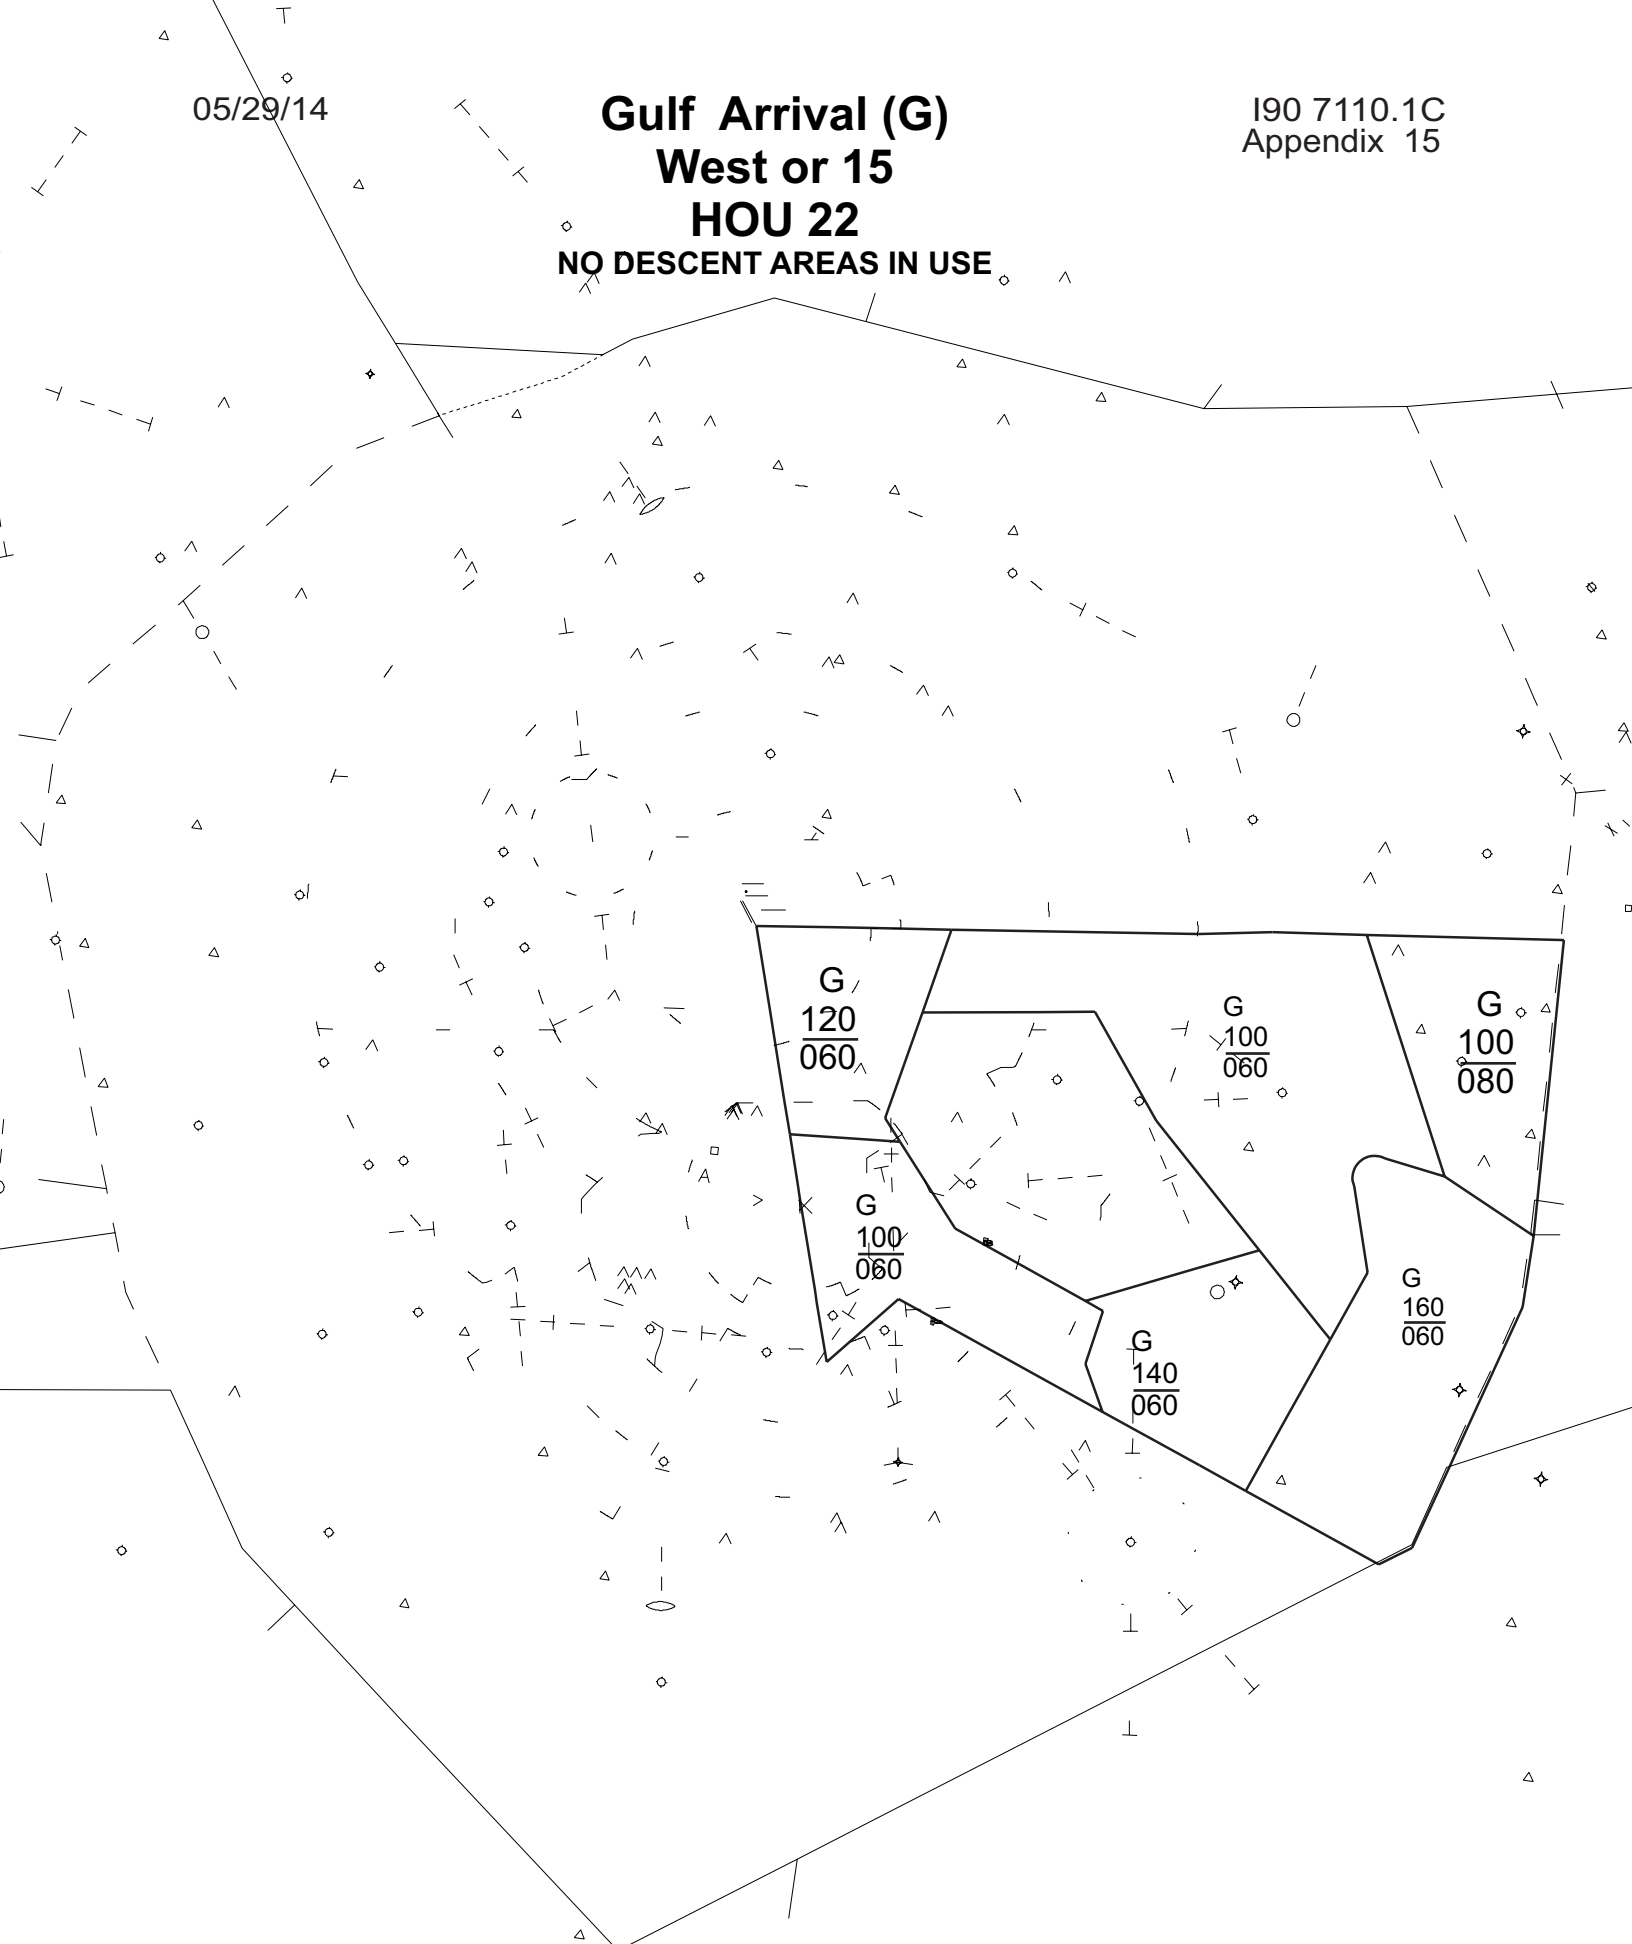 05/29/14
Gulf Arrival (G)
West or 15
HOU 22
NO DESCENT AREAS IN USE
I90 7110.1C
Appendix 15
G
120
060
G
100
060
G
100
080
G
100
060
G
160
060
G
140
060